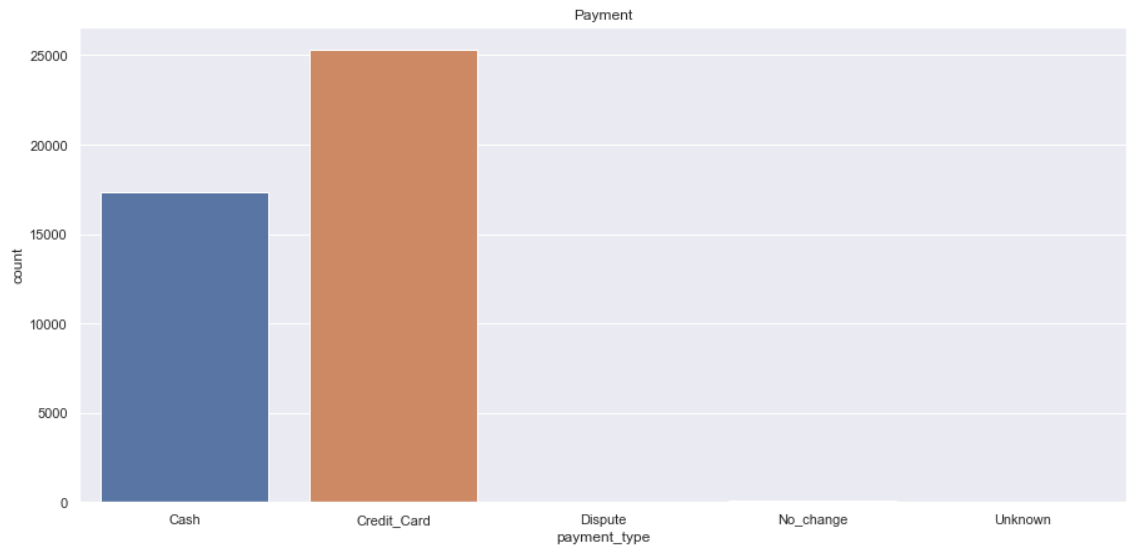 Payment
25000
20000
15000
10000
5000
0
count
Cash Credit_Card Dispute No_change Unknown
payment_type